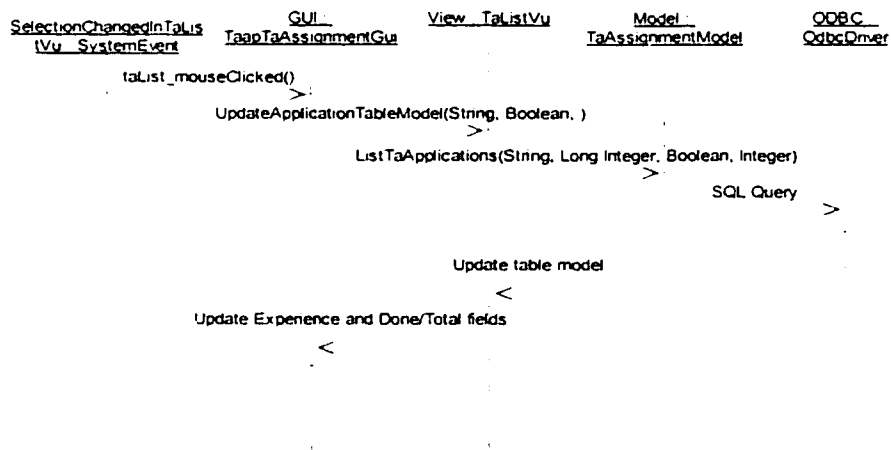 SelectionChangedInTaLis
tVu SystemEvent
GUI :
TaapTaAssignmentGui
View TaListVu
Model :
TaAssignmentModel
ODBC
OdbcDriver
taList_mouseClicked()
UpdateApplicationTableModel(String, Boolean, )
ListTaApplications(String, Long Integer, Boolean, Integer)
SQL Query
Update table model
Update Experience and Done/Total fields